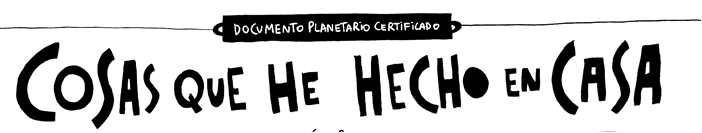 DOCUMENTO PLANETARIO CERTIFICADO
COSAS QUE HE HECHO EN CASA